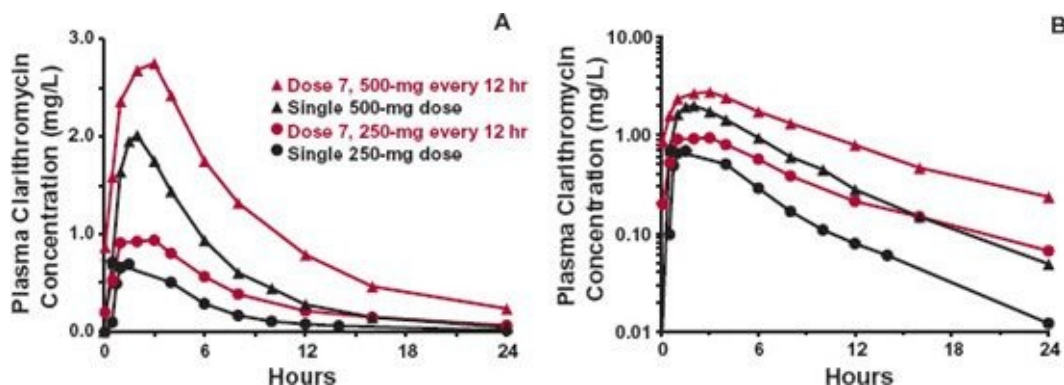 A
3.0
2.0
1.0
0.0
0 6 12 18 24
Hours
Plasma Clarithromycin
Concentration (mg/L)
Dose 7, 500-mg every 12 hr
Single 500-mg dose
Dose 7, 250-mg every 12 hr
Single 250-mg dose
B
10.00
1.00
0.10
0.01
0 6 12 18 24
Hours
Plasma Clarithromycin
Concentration (mg/L)